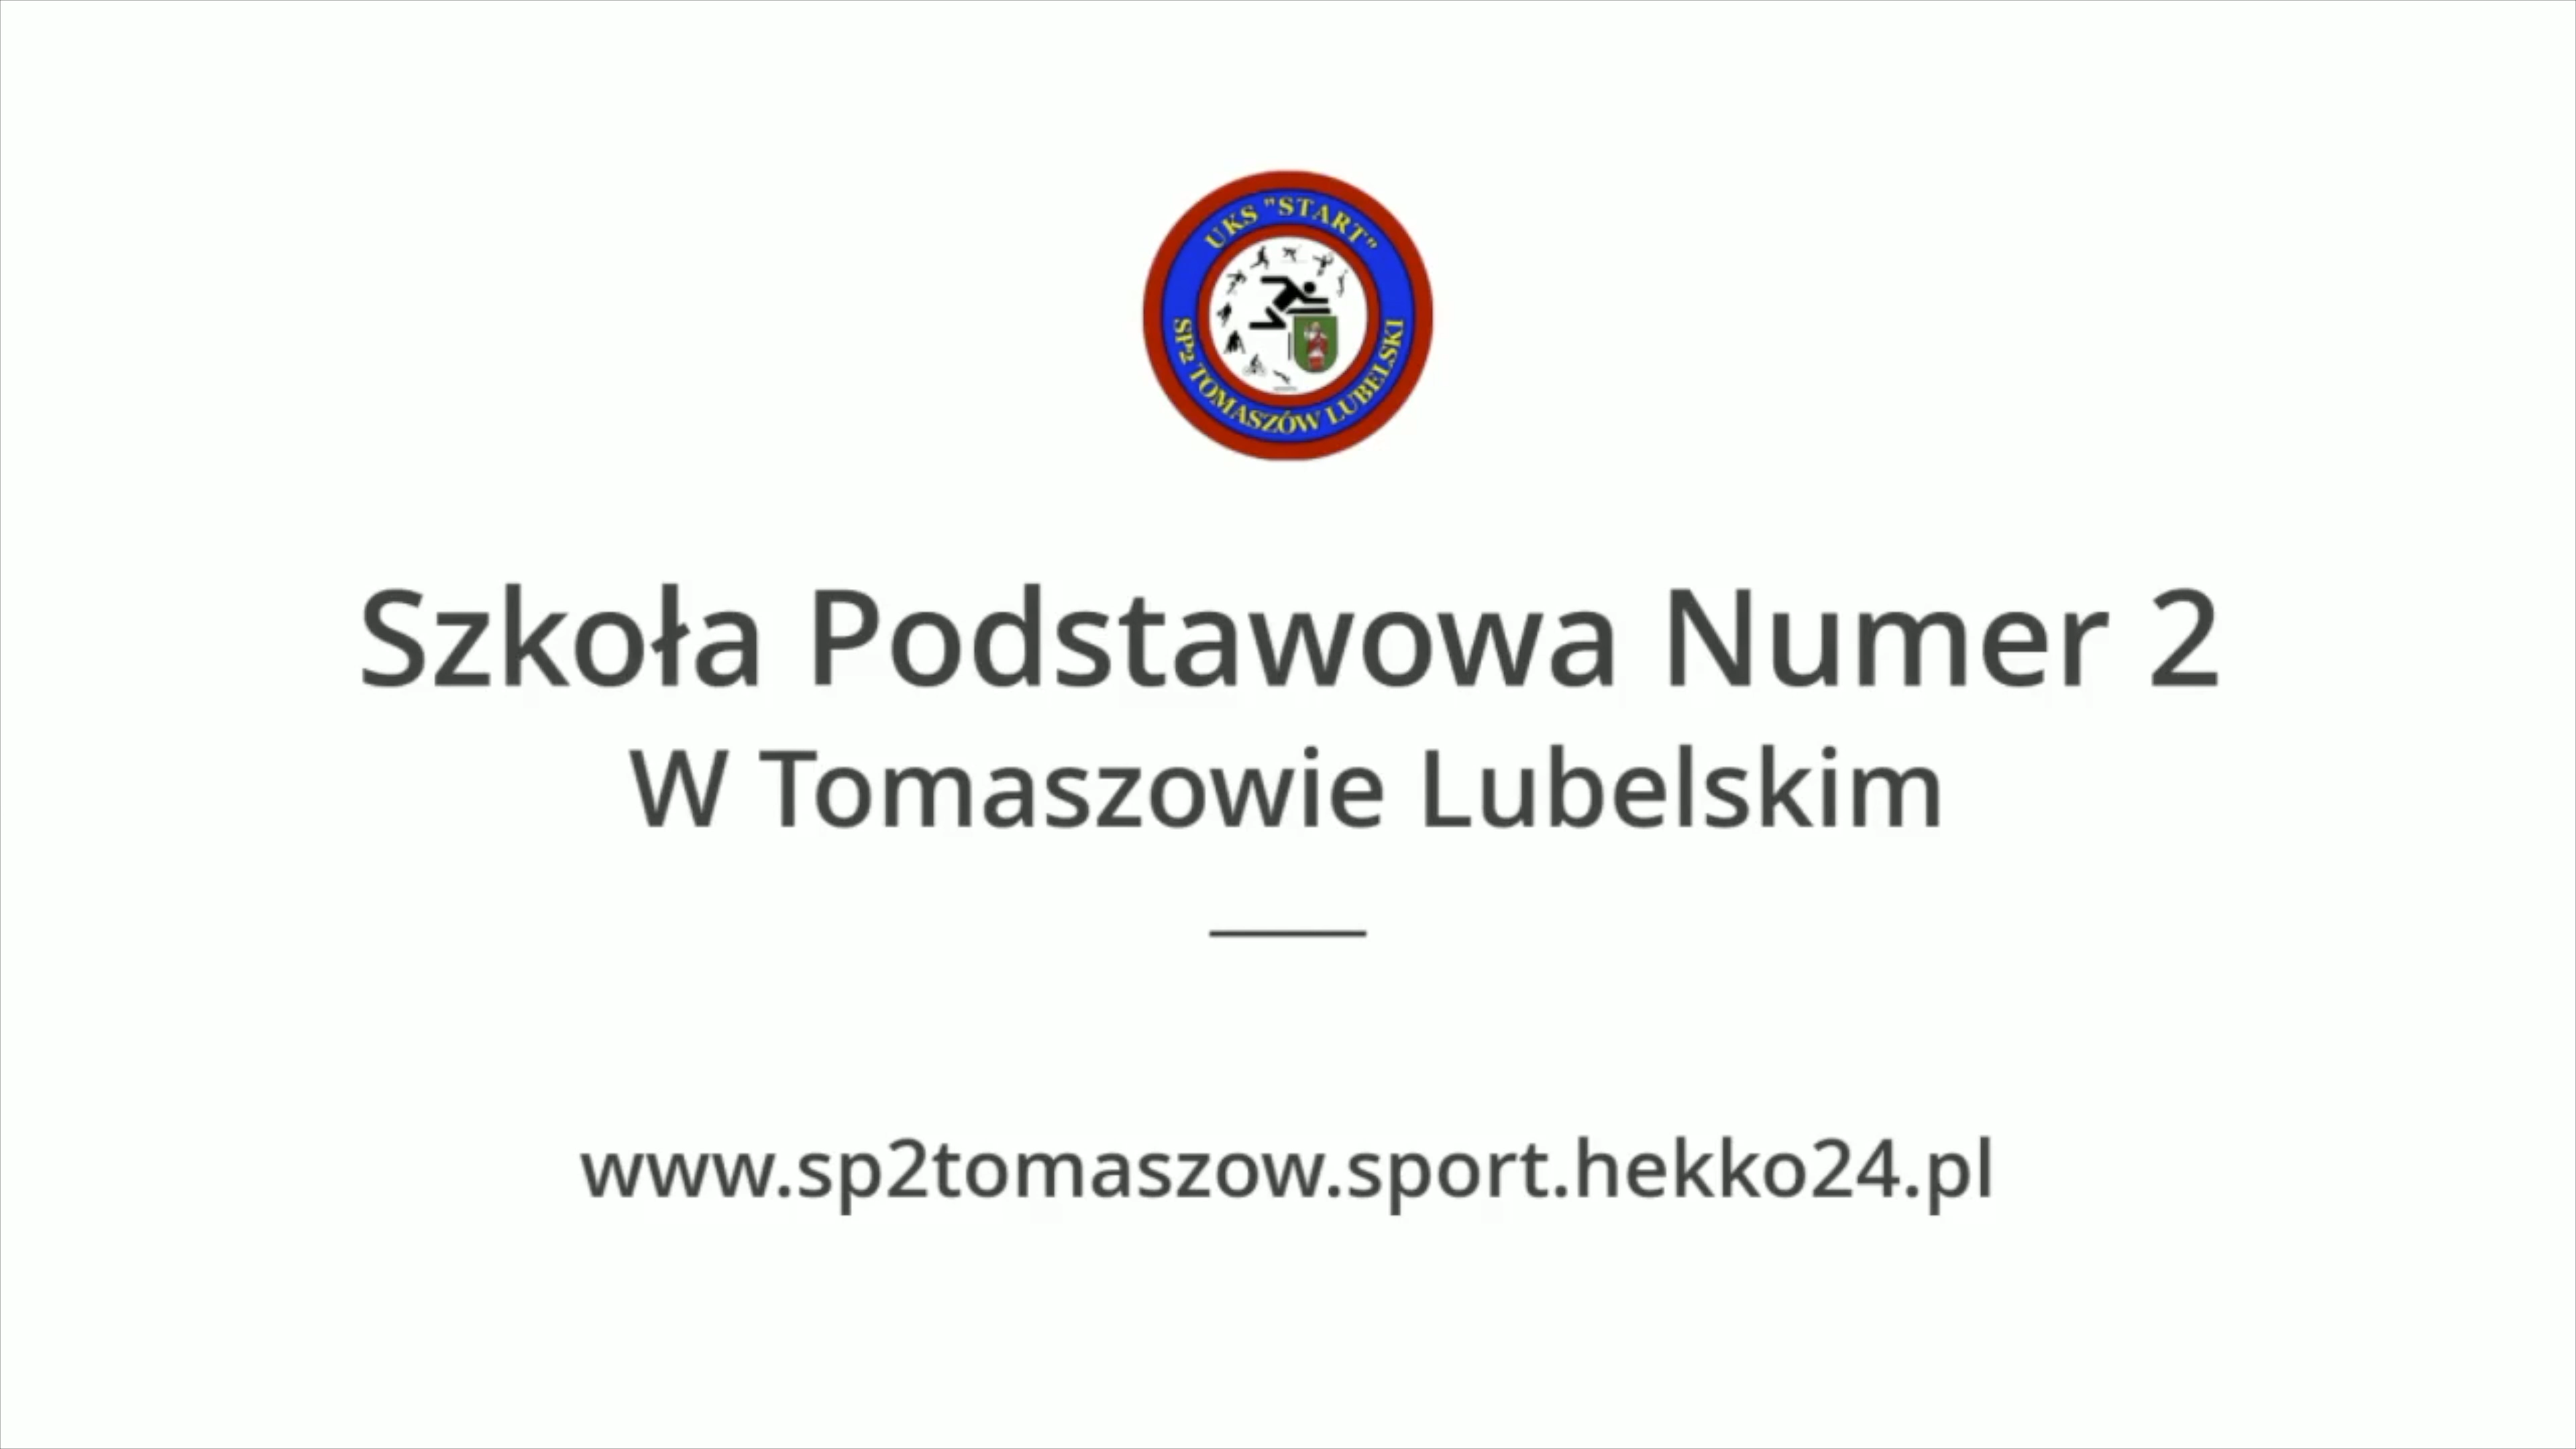 UKS "START"
SP2 TOMASZÓW LUBELSKI
Szkoła Podstawowa Numer 2
W Tomaszowie Lubelskim
www.sp2tomaszow.sport.hekko24.pl